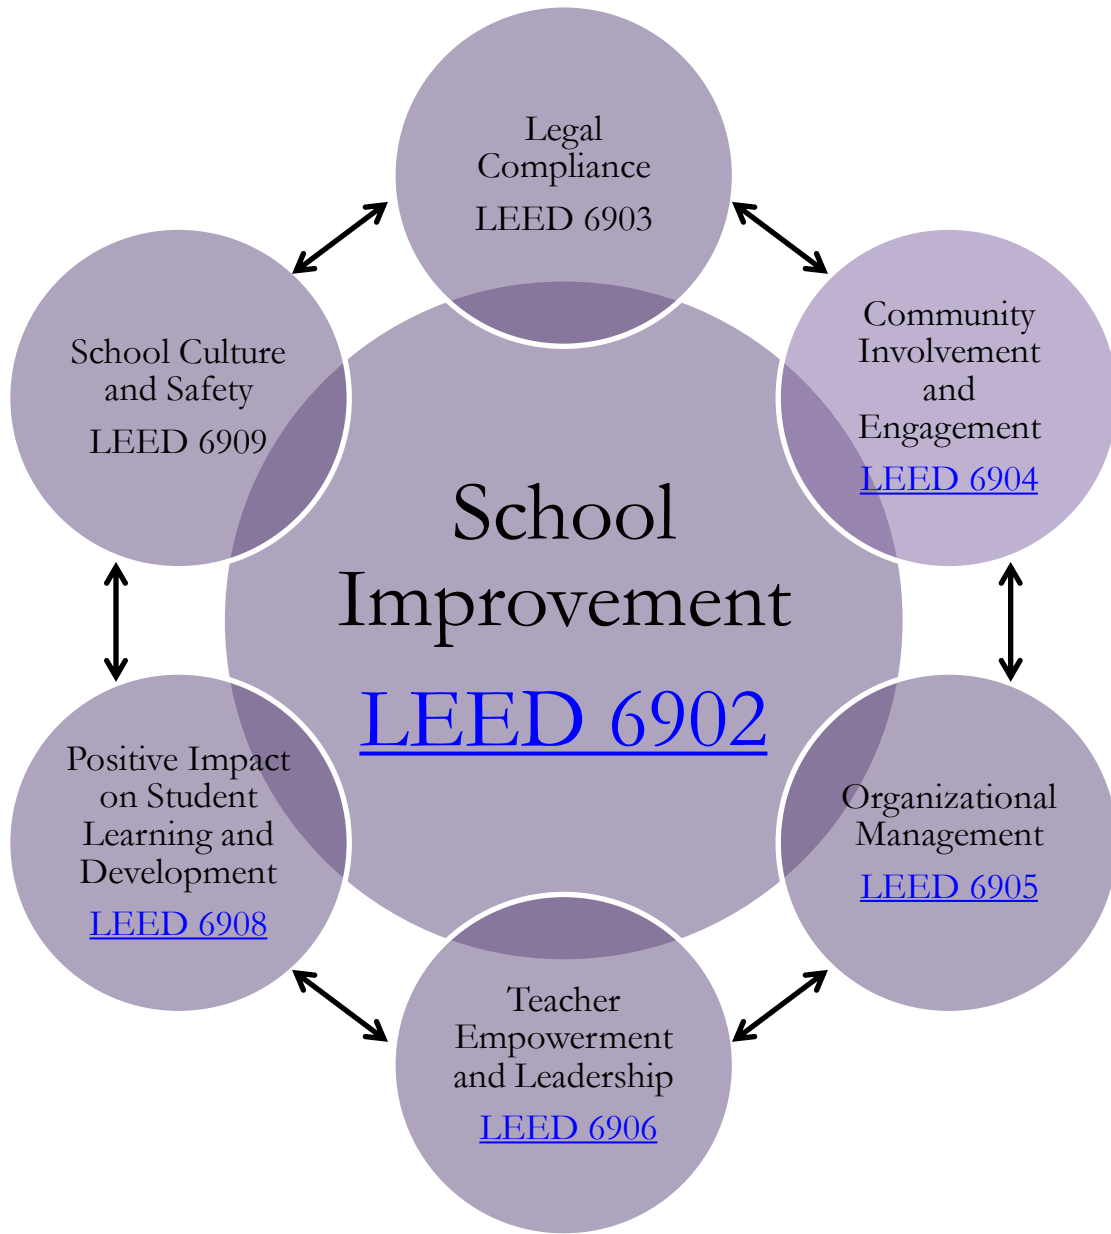 Legal
Compliance
LEED 6903
Community
Involvement
and
Engagement
LEED 6904
School Culture
and Safety
LEED 6909
School
Improvement
LEED 6902
Positive Impact
on Student
Learning and
Development
LEED 6908
Organizational
Management
LEED 6905
Teacher
Empowerment
and Leadership
LEED 6906